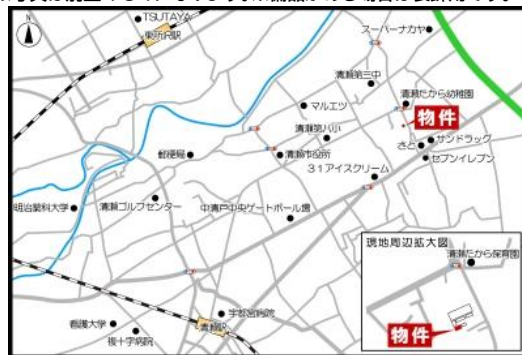 TSUTAYA
東所沢駅
スーパーナカヤ
清瀬第三中
マルエツ
清瀬たから幼稚園
物件
清瀬第八小
サンドラッグ
さと
郵便局
清瀬市役所
セブンイレブン
31アイスクリーム
明治薬科大学
清瀬ゴルフセンター
中清戸中央ゲートボール場
現地周辺拡大図
清瀬たから保育園
宇都宮病院
看護大学
清瀬駅
複十字病院
物件